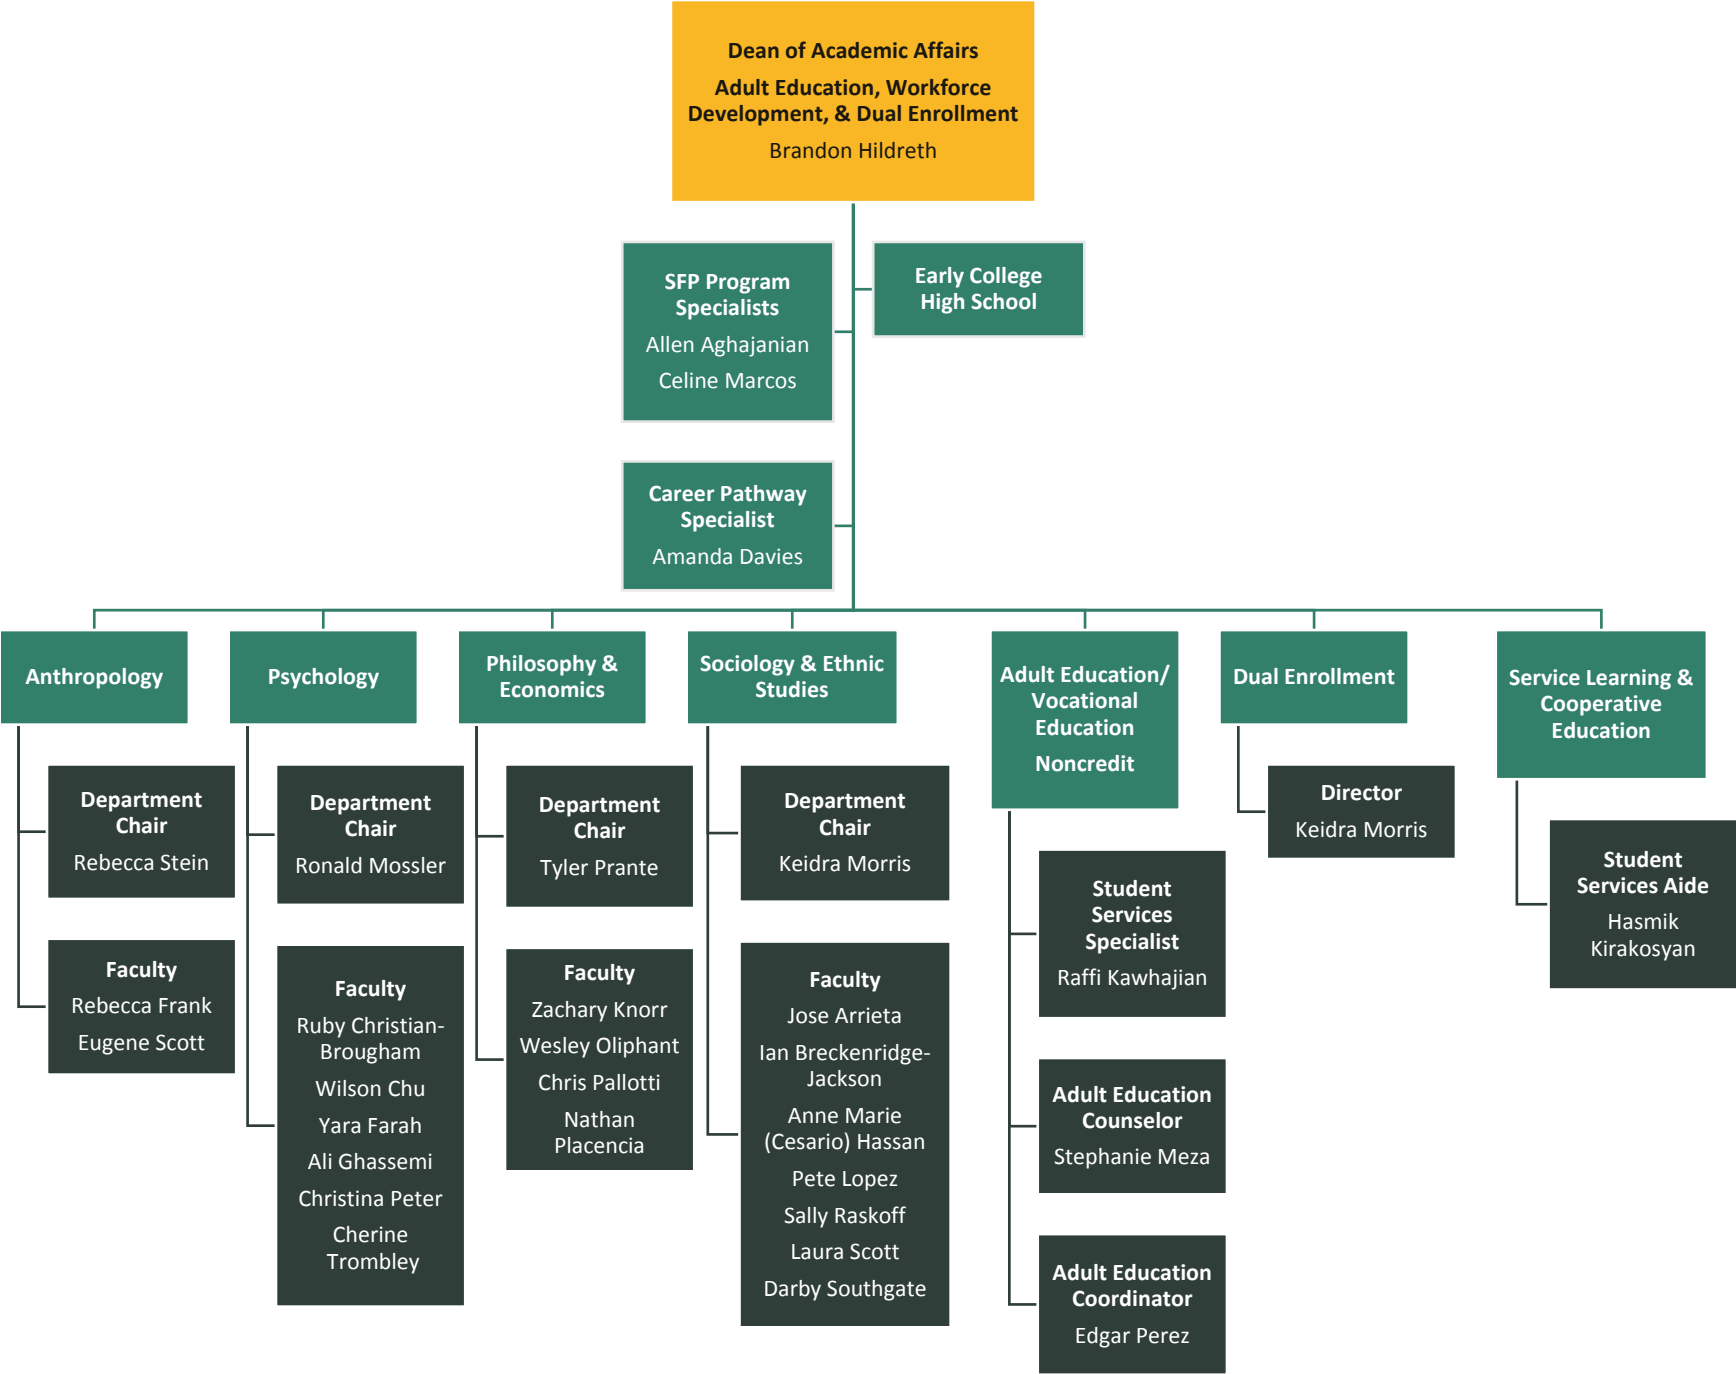 Dean of Academic Affairs
Adult Education, Workforce
Development, & Dual Enrollment
Brandon Hildreth
SFP Program
Specialists
Allen Aghajanian
Celine Marcos
Early College
High School
Career Pathway
Specialist
Amanda Davies
Anthropology
Department
Chair
Rebecca Stein
Faculty
Rebecca Frank
Eugene Scott
Psychology
Department
Chair
Ronald Mossler
Faculty
Ruby Christian-
Brougham
Wilson Chu
Yara Farah
Ali Ghassemi
Christina Peter
Cherine
Trombley
Philosophy &
Economics
Department
Chair
Tyler Prante
Faculty
Zachary Knorr
Wesley Oliphant
Chris Pallotti
Nathan
Placencia
Sociology & Ethnic
Studies
Department
Chair
Keidra Morris
Faculty
Jose Arrieta
Ian Breckenridge-
Jackson
Anne Marie
(Cesario) Hassan
Pete Lopez
Sally Raskoff
Laura Scott
Darby Southgate
Adult Education/
Vocational
Education
Noncredit
Student
Services
Specialist
Raffi Kawhajian
Adult Education
Counselor
Stephanie Meza
Adult Education
Coordinator
Edgar Perez
Dual Enrollment
Director
Keidra Morris
Service Learning &
Cooperative
Education
Student
Services Aide
Hasmik
Kirakosyan